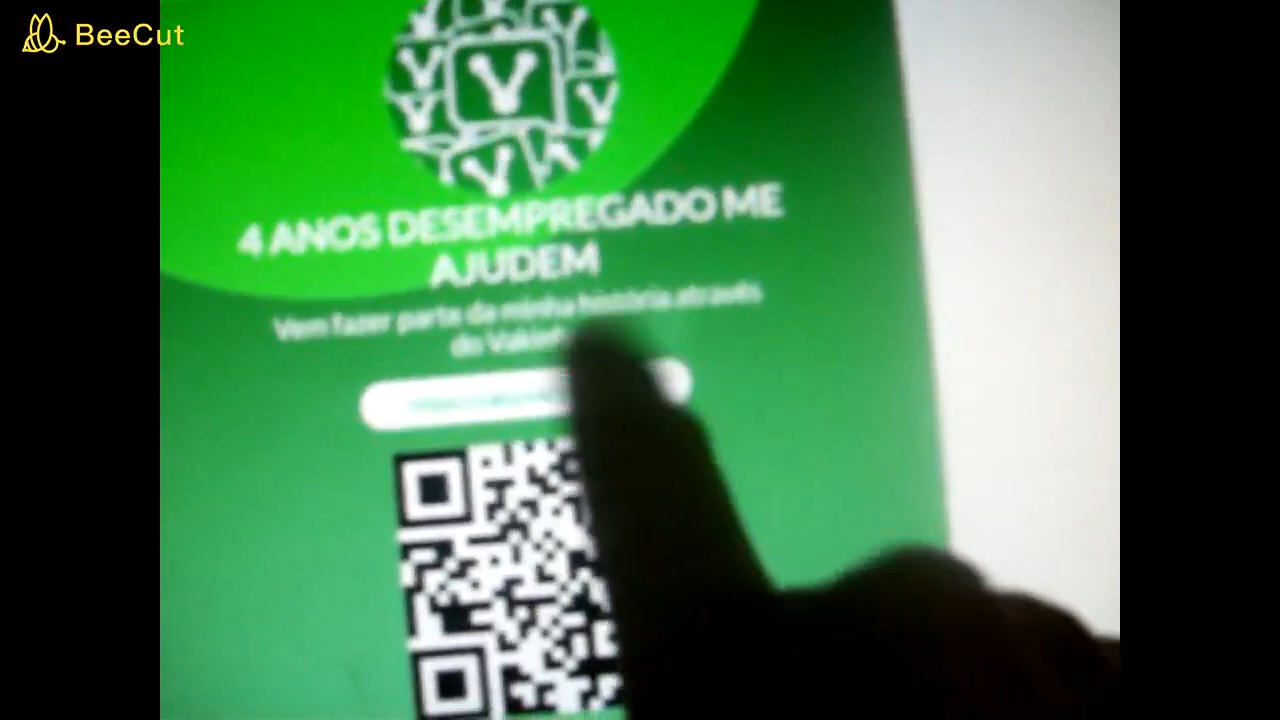 BeeCut
4 ANOS DESEMPREGADO ME
AJUDEM
Vem fazer parte da minha história através
do